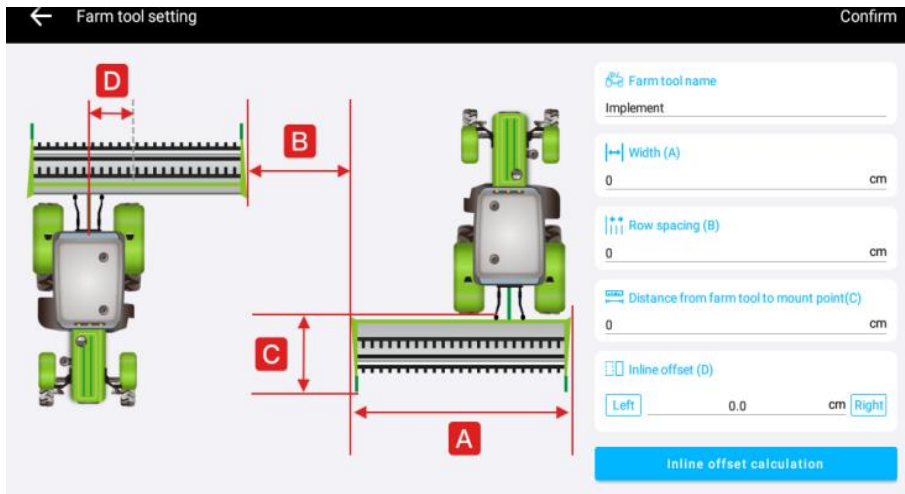 Farm tool setting
Confirm
D
B
C
A
Farm tool name
Implement
Width (A)
0 cm
Row spacing (B)
0 cm
Distance from farm tool to mount point(C)
0 cm
Inline offset (D)
Left 0.0 cm Right
Inline offset calculation